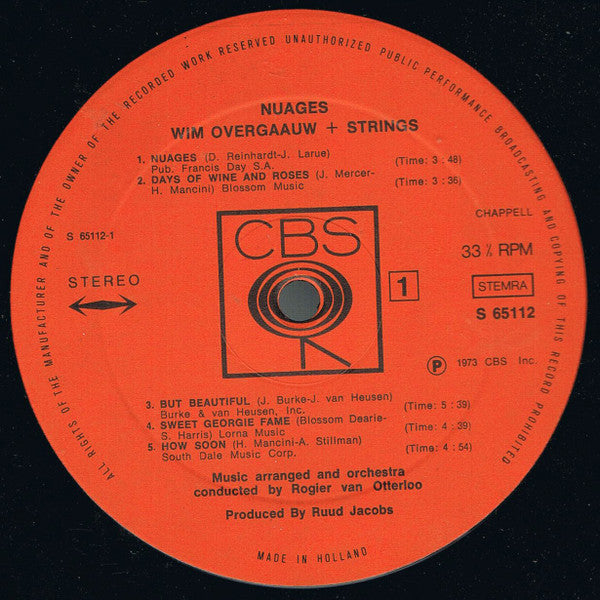 ALL RIGHTS OF THE MANUFACTURER AND OF THE OWNER OF THE RECORDED WORK RESERVED UNAUTHORIZED PUBLIC PERFORMANCE BROADCASTING AND COPYING OF THIS RECORD PROHIBITED
NUAGES
WIM OVERGAAUW + STRINGS
1. NUAGES (D. Reinhardt-J. Larue)
Pub. Francis Day S.A. (Time: 3 : 48)
2. DAYS OF WINE AND ROSES (J. Mercer-
H. Mancini) Blossom Music (Time: 3 : 36)
CHAPPELL
S 65112-1
CBS
33⅓ RPM
STEREO
1
STEMRA
S 65112
℗ 1973 CBS Inc.
3. BUT BEAUTIFUL (J. Burke-J. van Heusen)
Burke & van Heusen, Inc. (Time: 5 : 39)
4. SWEET GEORGIE FAME (Blossom Dearie-
S. Harris) Lorna Music (Time: 4 : 39)
5. HOW SOON (H. Mancini-A. Stillman)
South Dale Music Corp. (Time: 4 : 54)
Music arranged and orchestra
conducted by Rogier van Otterloo
Produced By Ruud Jacobs
MADE IN HOLLAND